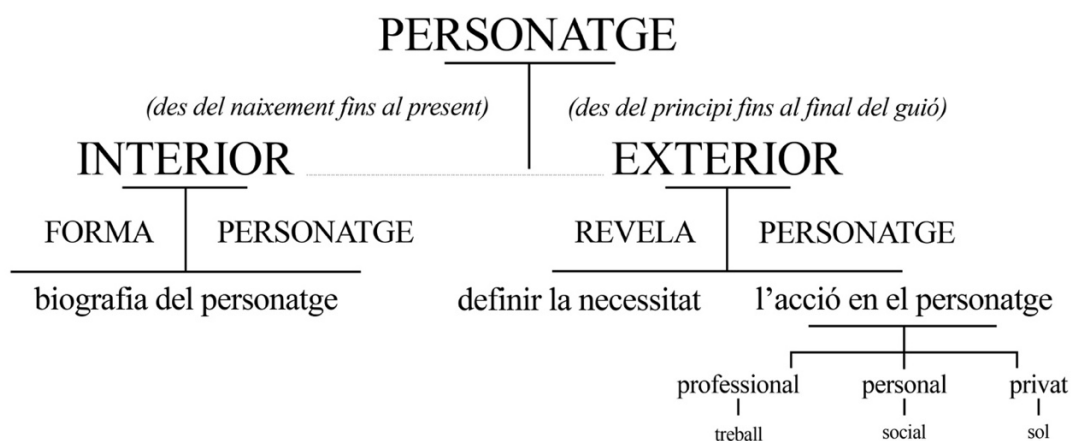 PERSONATGE
(des del naixement fins al present) (des del principi fins al final del guió)
INTERIOR EXTERIOR
FORMA PERSONATGE REVELA PERSONATGE
biografia del personatge definir la necessitat l’acció en el personatge
professional personal privat
treball social sol